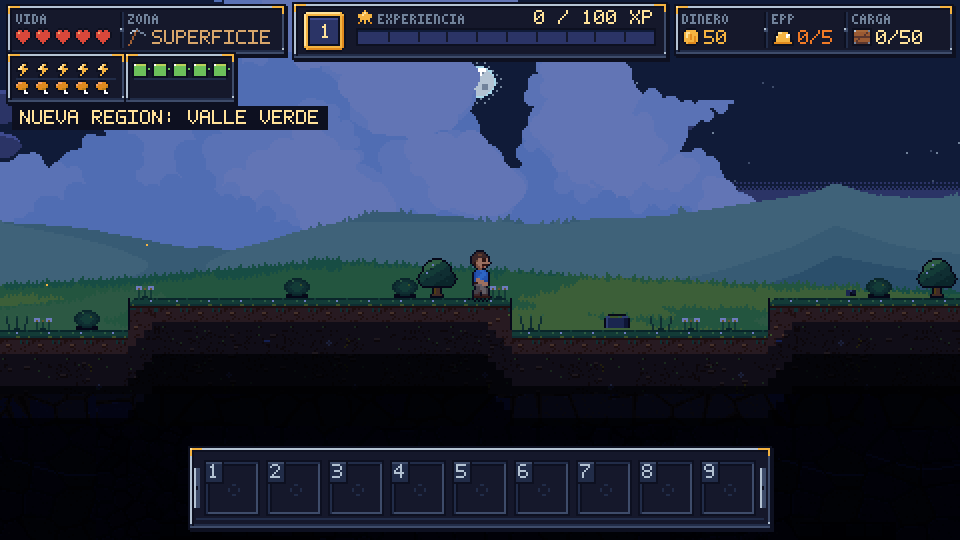 VIDA
SUPERFICIE
ZONA
1
EXPERIENCIA
0 / 100 XP
DINERO
50
EPP
0/5
CARGA
0/50
NUEVA REGION: VALLE VERDE
1 2 3 4 5 6 7 8 9